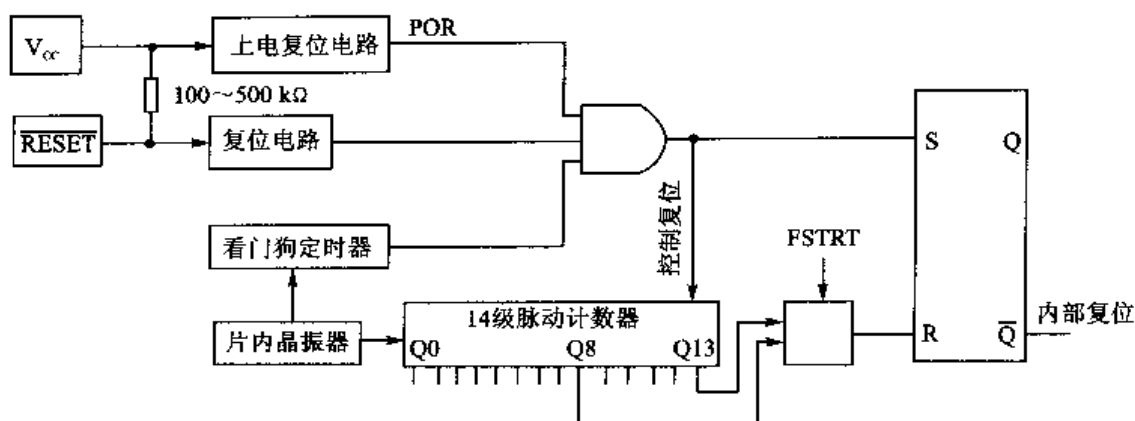 V_cc
上电复位电路
POR
100～500 kΩ
RESET
复位电路
S
Q
控制复位
看门狗定时器
FSTRT
14级脉动计数器
片内晶振器
Q0
Q8
Q13
R
Q
内部复位